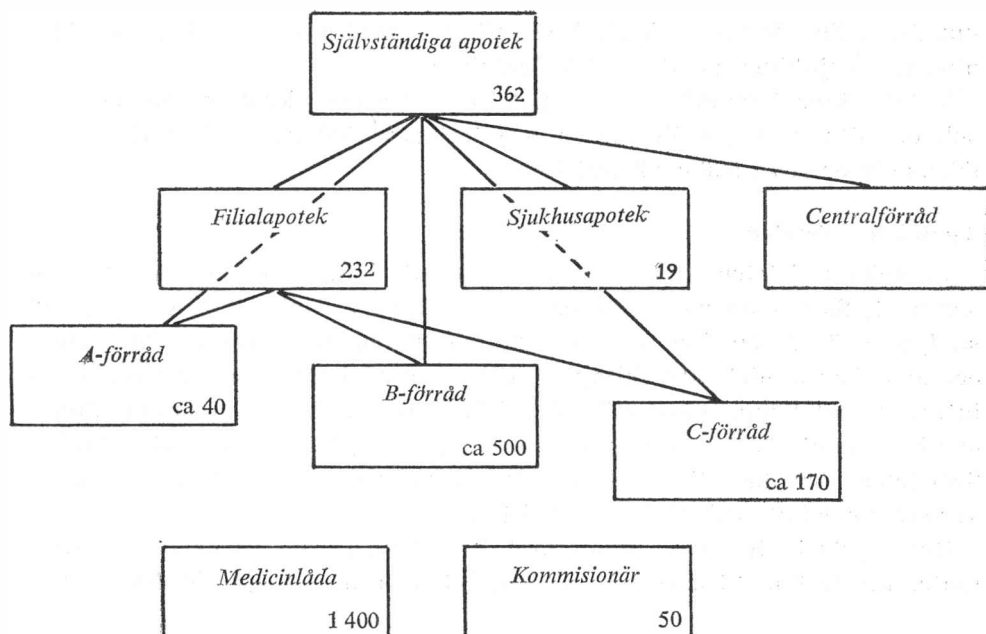 Självständiga apotek
362
Filialapotek
232
Sjukhusapotek
19
Centralförråd
A-förråd
ca 40
B-förråd
ca 500
C-förråd
ca 170
Medicinlåda
1 400
Kommisionär
50